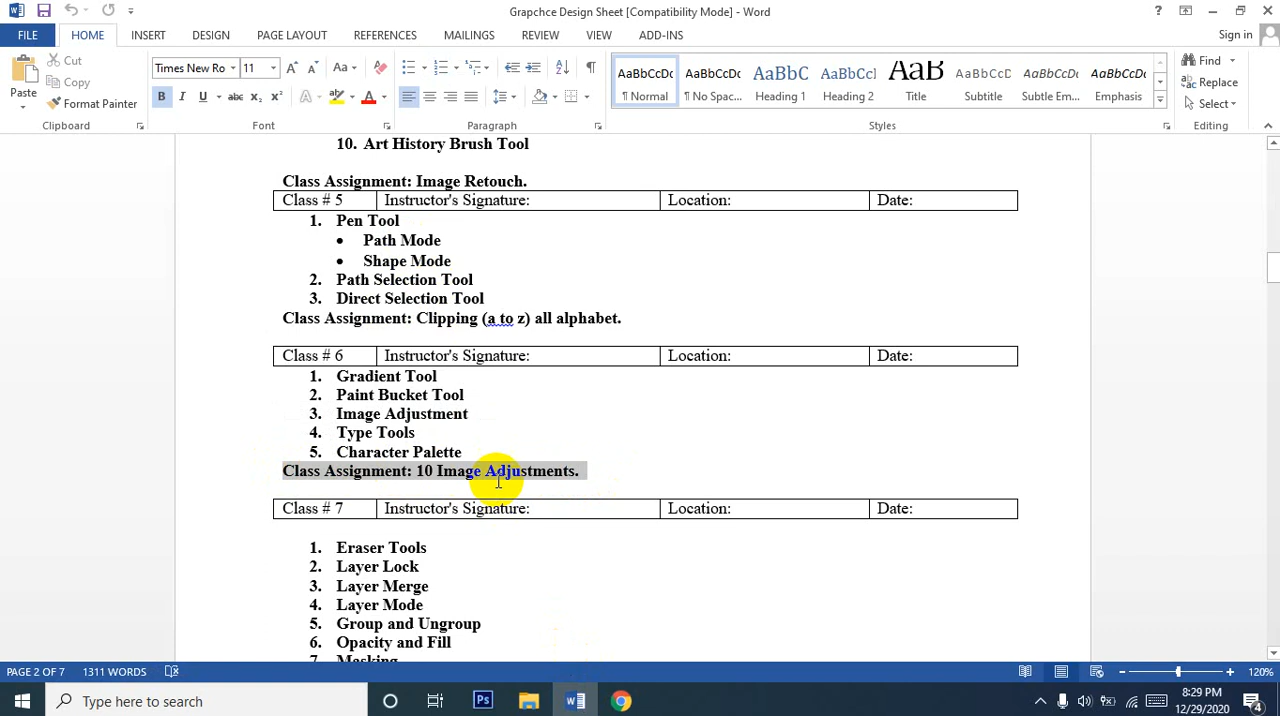 Grapchce Design Sheet [Compatibility Mode] - Word
? Sign in
FILE HOME INSERT DESIGN PAGE LAYOUT REFERENCES MAILINGS REVIEW VIEW ADD-INS
Cut
Copy
Format Painter
Paste
Clipboard
Times New Ro 11
Font
Paragraph
AaBbCcDc AaBbCcDc AaBbC AaBbCc AaB AaBbCcD AaBbCcDc AaBbCcDc
¶ Normal ¶ No Spac... Heading 1 Heading 2 Title Subtitle Subtle Em... Emphasis
Styles
Find
Replace
Select
Editing
10. Art History Brush Tool
Class Assignment: Image Retouch.
Class # 5 Instructor's Signature: Location: Date:
1. Pen Tool
• Path Mode
• Shape Mode
2. Path Selection Tool
3. Direct Selection Tool
Class Assignment: Clipping (a to z) all alphabet.
Class # 6 Instructor's Signature: Location: Date:
1. Gradient Tool
2. Paint Bucket Tool
3. Image Adjustment
4. Type Tools
5. Character Palette
Class Assignment: 10 Image Adjustments.
Class # 7 Instructor's Signature: Location: Date:
1. Eraser Tools
2. Layer Lock
3. Layer Merge
4. Layer Mode
5. Group and Ungroup
6. Opacity and Fill
7. Masking
PAGE 2 OF 7 1311 WORDS 120%
Type here to search
8:29 PM
12/29/2020
4